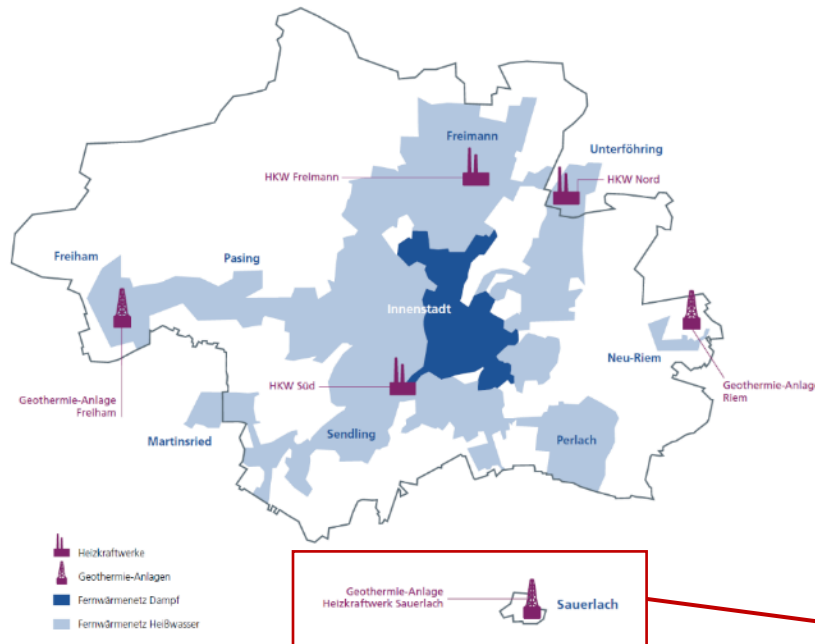 Freimann
Unterföhring
HKW Freimann
HKW Nord
Freiham
Pasing
Innenstadt
Neu-Riem
HKW Süd
Geothermie-Anlage
Riem
Geothermie-Anlage
Freiham
Martinsried
Sendling
Perlach
Heizkraftwerke
Geothermie-Anlagen
Fernwärmenetz Dampf
Fernwärmenetz Heißwasser
Geothermie-Anlage
Heizkraftwerk Sauerlach
Sauerlach